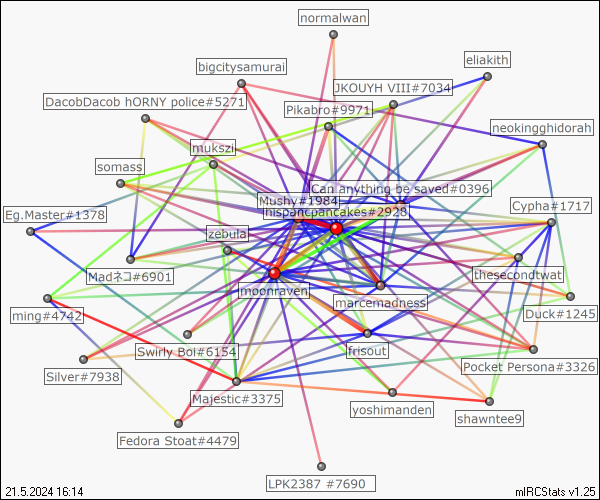 normalwan
eliakith
bigcitysamurai
JKOUYH VIII#7034
DacobDacob hORNY police#5271
Pikabro#9971
neokingghidorah
mukszi
somass
Can anything be saved#0396
Mushy#1984
Eg.Master#1378
hispancpancakes#2928
Cypha#1717
zebula
Madネコ#6901
moonraven
thesecondtwat
marcemadness
ming#4742
Duck#1245
Swirly Boi#6154
frisout
Silver#7938
Pocket Persona#3326
Majestic#3375
yoshimanden
shawntee9
Fedora Stoat#4479
LPK2387 #7690
21.5.2024 16:14
mIRCStats v1.25